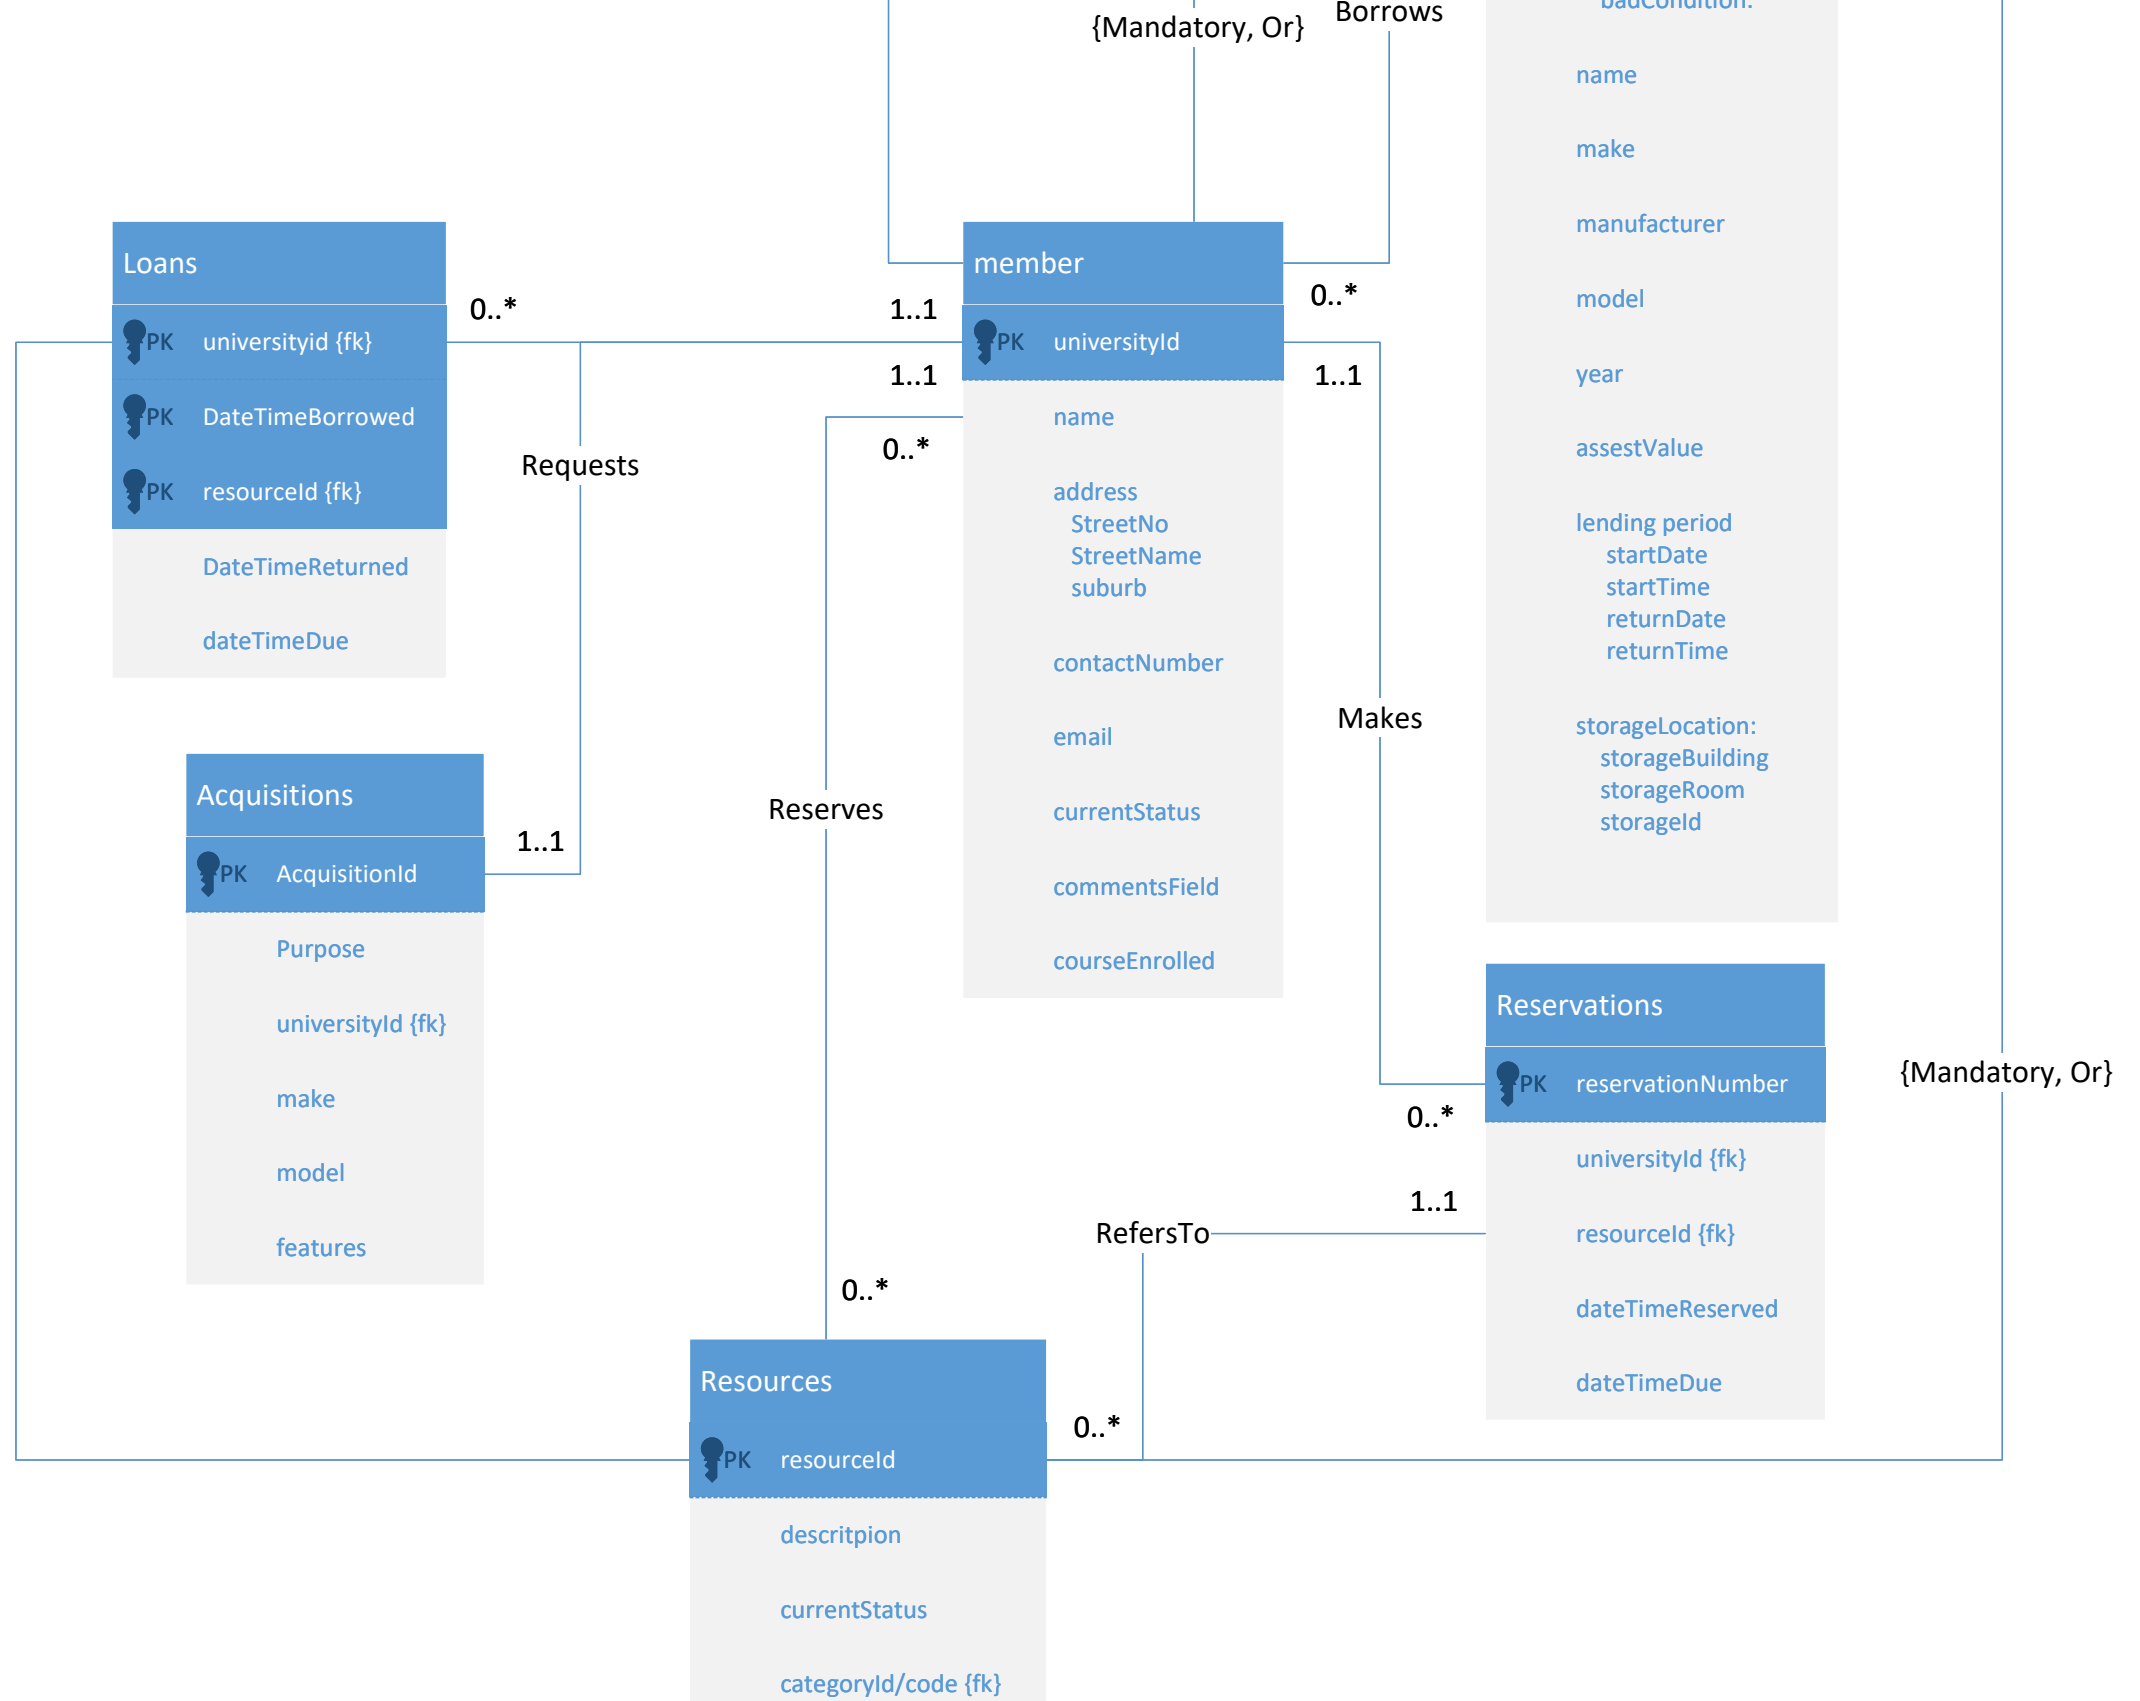 {Mandatory, Or}
Borrows
badCondition:
name
make
manufacturer
model
year
assestValue
lending period
startDate
startTime
returnDate
returnTime
storageLocation:
storageBuilding
storageRoom
storageId
Loans
PK universityid {fk}
PK DateTimeBorrowed
PK resourceId {fk}
DateTimeReturned
dateTimeDue
0..*
1..1
1..1
0..*
Requests
member
PK universityId
name
address
StreetNo
StreetName
suburb
contactNumber
email
currentStatus
commentsField
courseEnrolled
0..*
1..1
Makes
Reserves
Acquisitions
PK AcquisitionId
Purpose
universityId {fk}
make
model
features
1..1
Reservations
PK reservationNumber
universityId {fk}
resourceId {fk}
dateTimeReserved
dateTimeDue
{Mandatory, Or}
0..*
1..1
RefersTo
0..*
0..*
Resources
PK resourceId
descritpion
currentStatus
categoryId/code {fk}